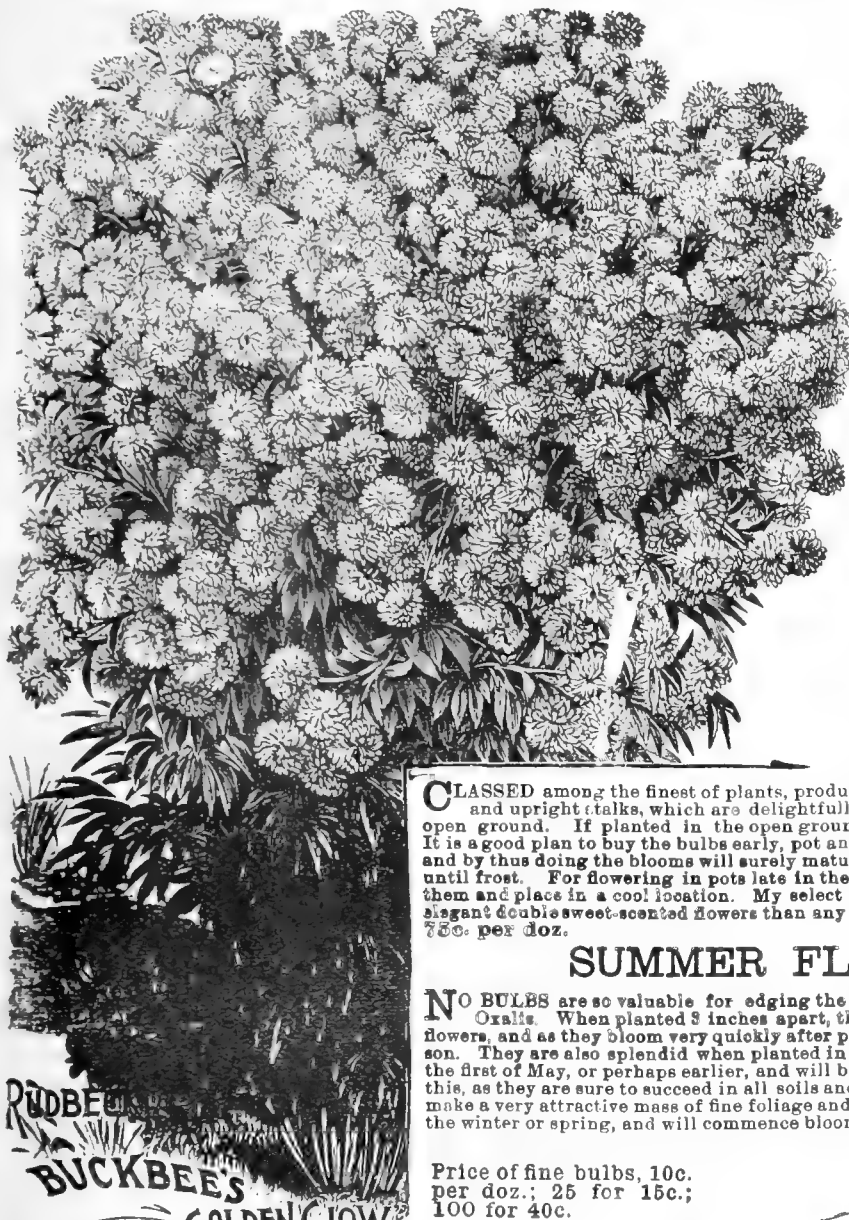 CLASSED among the finest of plants, produ
and upright stalks, which are delightfull
open ground. If planted in the open groun
It is a good plan to buy the bulbs early, pot an
and by thus doing the blooms will surely matu
until frost. For flowering in pots late in the
them and place in a cool location. My select
elegant double sweet-scented flowers than any
75c. per doz.
SUMMER FL
NO BULBS are so valuable for edging the
Oxalis. When planted 3 inches apart, th
flowers, and as they bloom very quickly after p
son. They are also splendid when planted in
the first of May, or perhaps earlier, and will b
this, as they are sure to succeed in all soils and
make a very attractive mass of fine foliage and
the winter or spring, and will commence bloom
Price of fine bulbs, 10c.
per doz.; 25 for 15c.;
100 for 40c.
RUDBE
BUCKBEE'S
GOLDEN GLOW